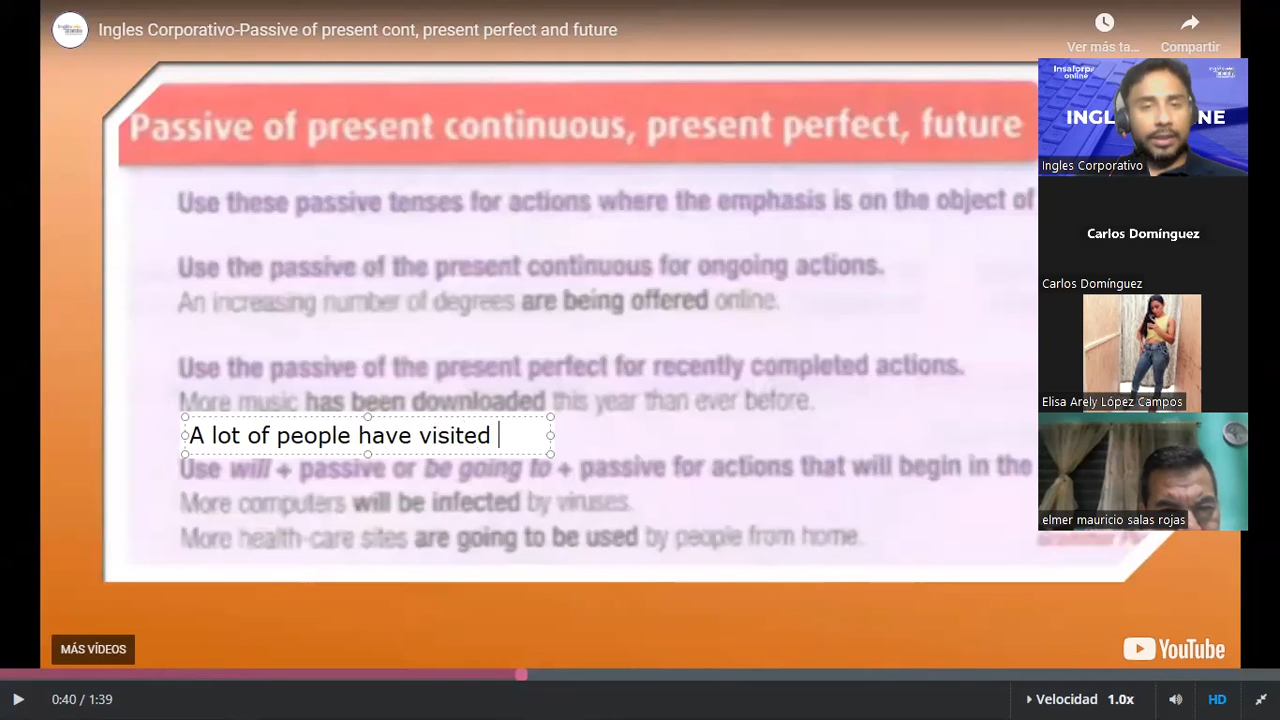 Ingles Corporativo-Passive of present cont, present perfect and future
Ver más ta...
Compartir
Passive of present continuous, present perfect, future
Use these passive tenses for actions where the emphasis is on the object of
Use the passive of the present continuous for ongoing actions.
An increasing number of degrees are being offered online.
Use the passive of the present perfect for recently completed actions.
More music has been downloaded this year than ever before.
A lot of people have visited
Use will + passive or be going to + passive for actions that will begin in the
More computers will be infected by viruses.
More health-care sites are going to be used by people from home.
MÁS VÍDEOS
YouTube
0:40 / 1:39
Velocidad 1.0x
HD
Insaforp
online
INGL NE
Ingles Corporativo
Carlos Domínguez
Carlos Domínguez
Elisa Arely López Campos
elmer mauricio salas rojas